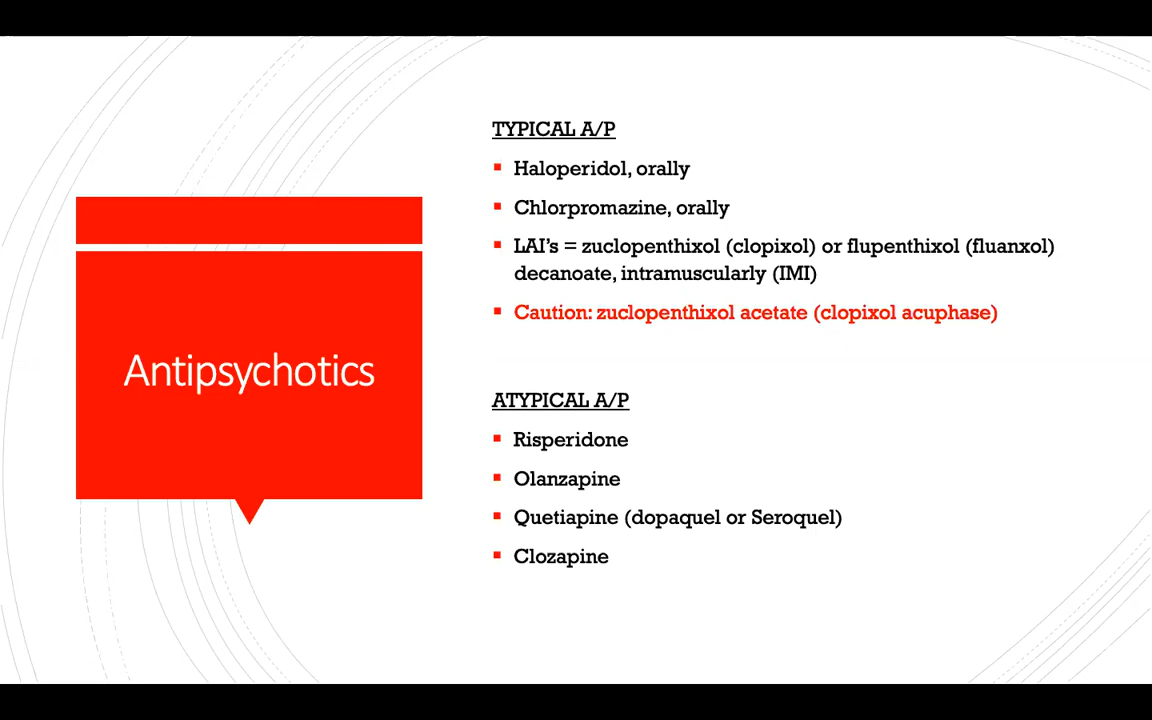 Antipsychotics
TYPICAL A/P
Haloperidol, orally
Chlorpromazine, orally
LAI’s = zuclopenthixol (clopixol) or flupenthixol (fluanxol)
decanoate, intramuscularly (IMI)
Caution: zuclopenthixol acetate (clopixol acuphase)
ATYPICAL A/P
Risperidone
Olanzapine
Quetiapine (dopaquel or Seroquel)
Clozapine